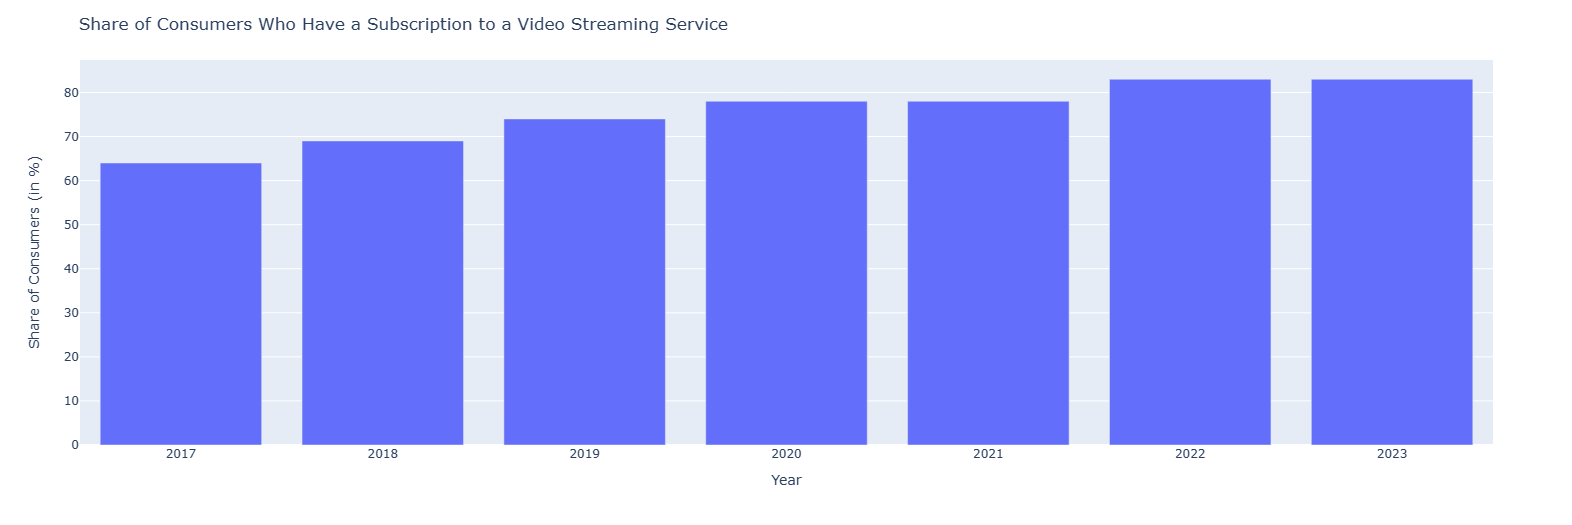 Share of Consumers Who Have a Subscription to a Video Streaming Service
Share of Consumers (in %)
80
70
60
50
40
30
20
10
0
2017 2018 2019 2020 2021 2022 2023
Year